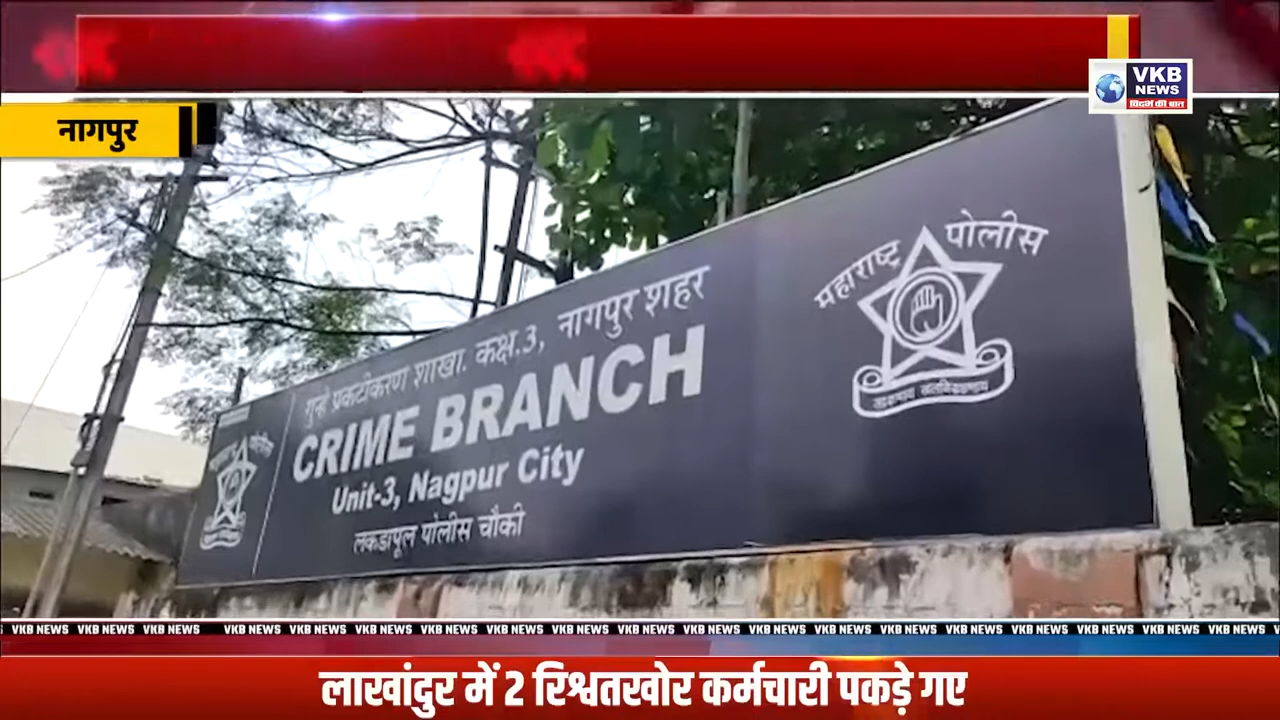 VKB
NEWS
विदर्भ की बात
नागपुर
महाराष्ट्र पोलीस
गुन्हे प्रकटीकरण शाखा. कक्ष.3, नागपुर शहर
CRIME BRANCH
Unit-3, Nagpur City
लकडापूल पोलीस चौकी
महाराष्ट्र पोलीस
VKB NEWS VKB NEWS VKB NEWS VKB NEWS VKB NEWS VKB NEWS VKB NEWS VKB NEWS VKB NEWS VKB NEWS VKB NEWS VKB NEWS VKB NEWS VKB NEWS VKB NEWS VKB NEWS VKB NEWS VKB NEWS VKB NEWS
लाखांदुर में 2 रिश्वतखोर कर्मचारी पकड़े गए